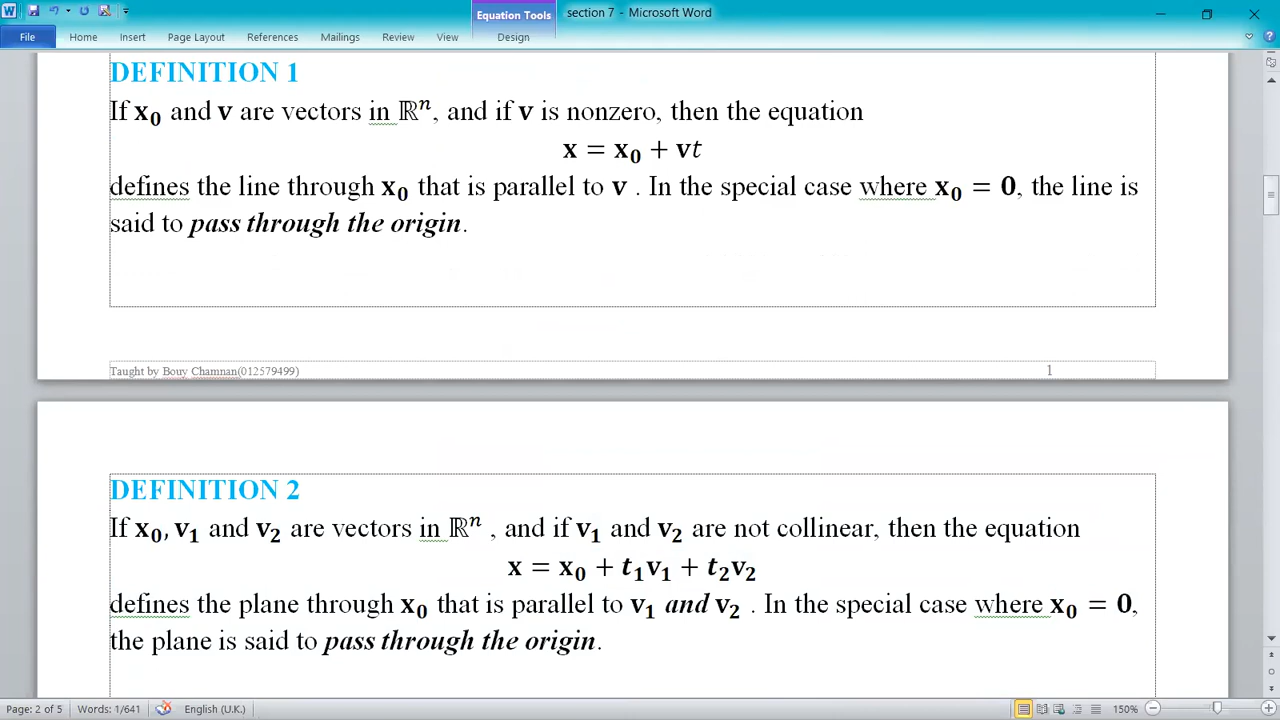 section 7 - Microsoft Word
Equation Tools
File Home Insert Page Layout References Mailings Review View Design
DEFINITION 1
If x₀ and v are vectors in ℝⁿ, and if v is nonzero, then the equation
x = x₀ + vt
defines the line through x₀ that is parallel to v . In the special case where x₀ = 0, the line is
said to pass through the origin.
Taught by Bouy Chamnan(012579499) 1
DEFINITION 2
If x₀, v₁ and v₂ are vectors in ℝⁿ , and if v₁ and v₂ are not collinear, then the equation
x = x₀ + t₁v₁ + t₂v₂
defines the plane through x₀ that is parallel to v₁ and v₂ . In the special case where x₀ = 0,
the plane is said to pass through the origin.
Page: 2 of 5 Words: 1/641 English (U.K.) 150%